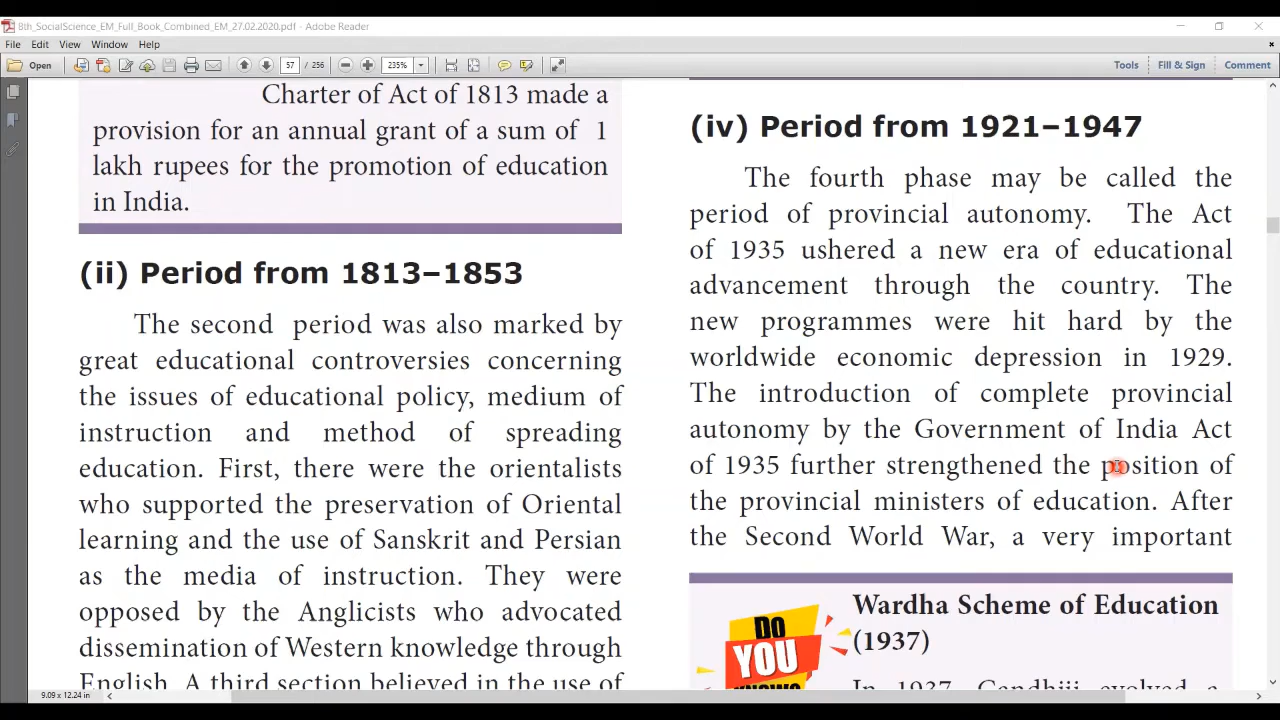 8th_SocialScience_EM_Full_Book_Combined_EM_27.02.2020.pdf - Adobe Reader
File Edit View Window Help
Open 57 / 256 235% Tools Fill & Sign Comment
Charter of Act of 1813 made a
provision for an annual grant of a sum of 1
lakh rupees for the promotion of education
in India.
(ii) Period from 1813–1853
The second period was also marked by
great educational controversies concerning
the issues of educational policy, medium of
instruction and method of spreading
education. First, there were the orientalists
who supported the preservation of Oriental
learning and the use of Sanskrit and Persian
as the media of instruction. They were
opposed by the Anglicists who advocated
dissemination of Western knowledge through
English. A third section believed in the use of
(iv) Period from 1921–1947
The fourth phase may be called the
period of provincial autonomy. The Act
of 1935 ushered a new era of educational
advancement through the country. The
new programmes were hit hard by the
worldwide economic depression in 1929.
The introduction of complete provincial
autonomy by the Government of India Act
of 1935 further strengthened the position of
the provincial ministers of education. After
the Second World War, a very important
DO
YOU
KNOW?
Wardha Scheme of Education
(1937)
In 1937, Gandhiji evolved a
9.09 x 12.24 in